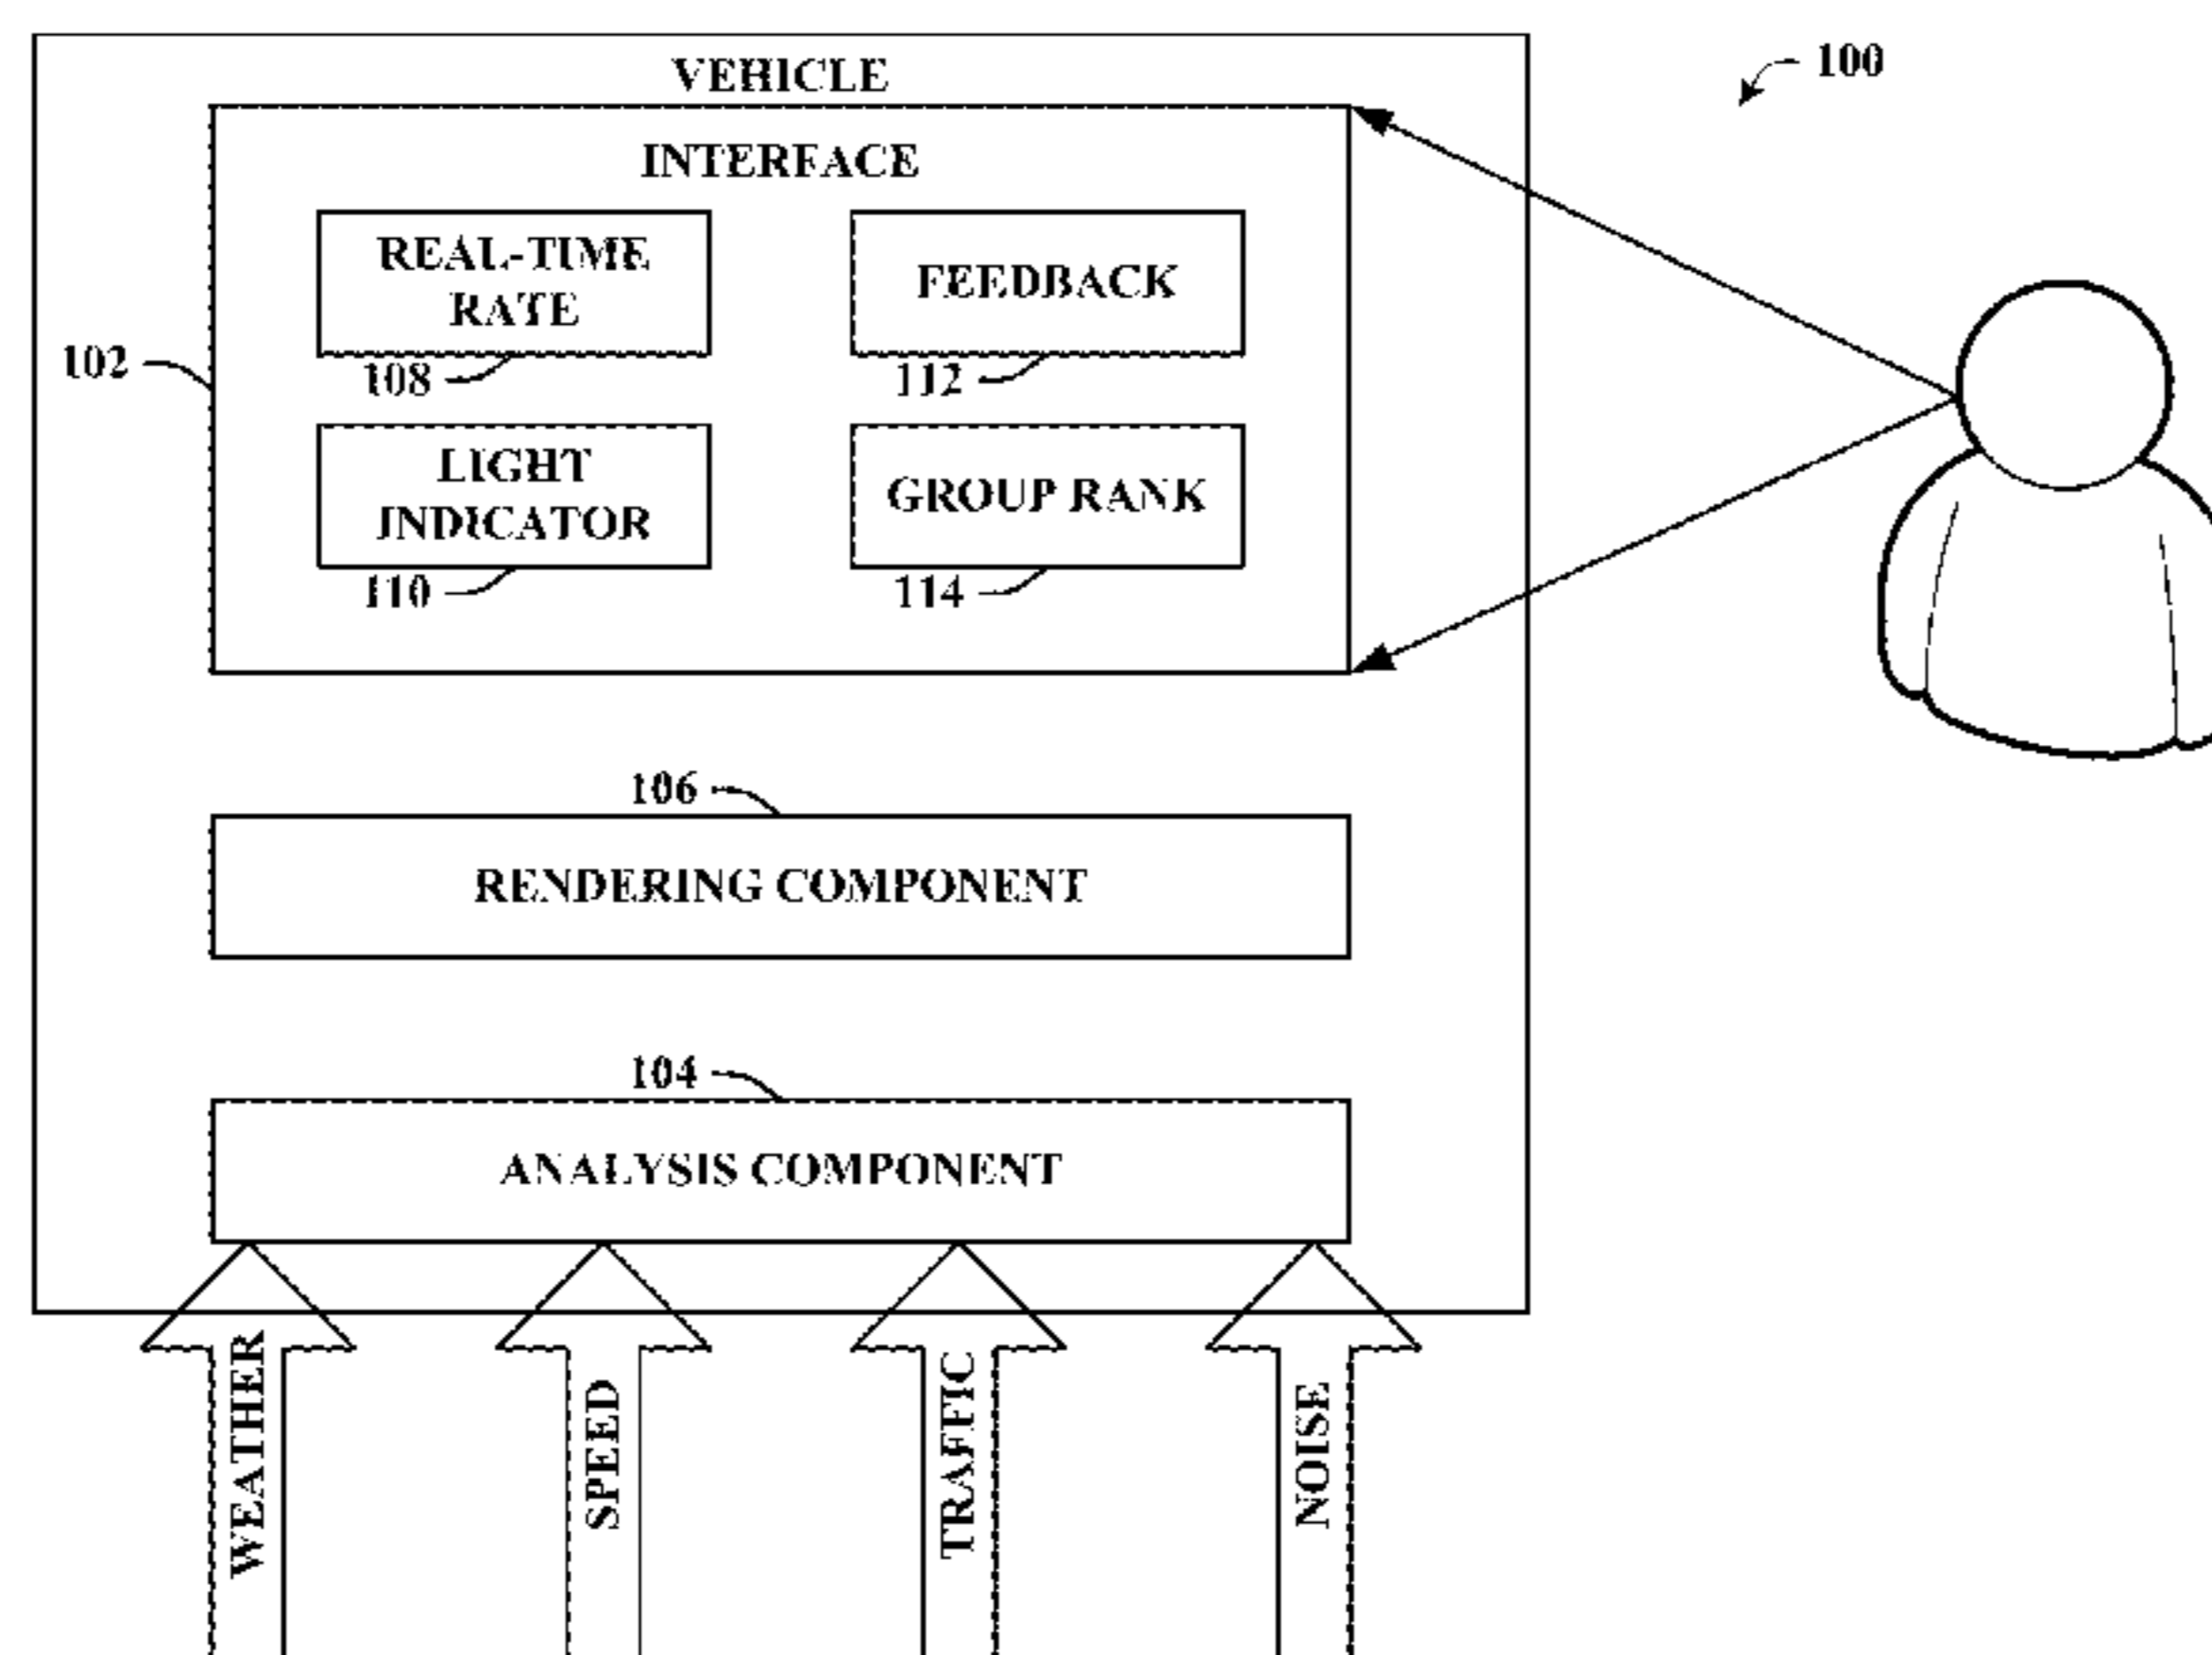 VEHICLE
100
INTERFACE
REAL-TIME
RATE
FEEDBACK
102
108
112
LIGHT
INDICATOR
GROUP RANK
110
114
106
RENDERING COMPONENT
104
ANALYSIS COMPONENT
WEATHER
SPEED
TRAFFIC
NOISE